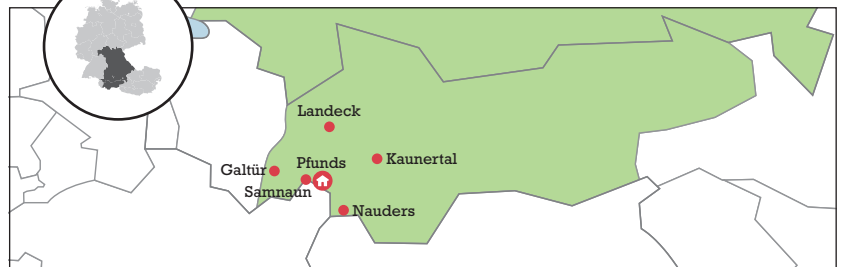 Landeck
Pfunds
Kaunertal
Galtür
Samnaun
Nauders